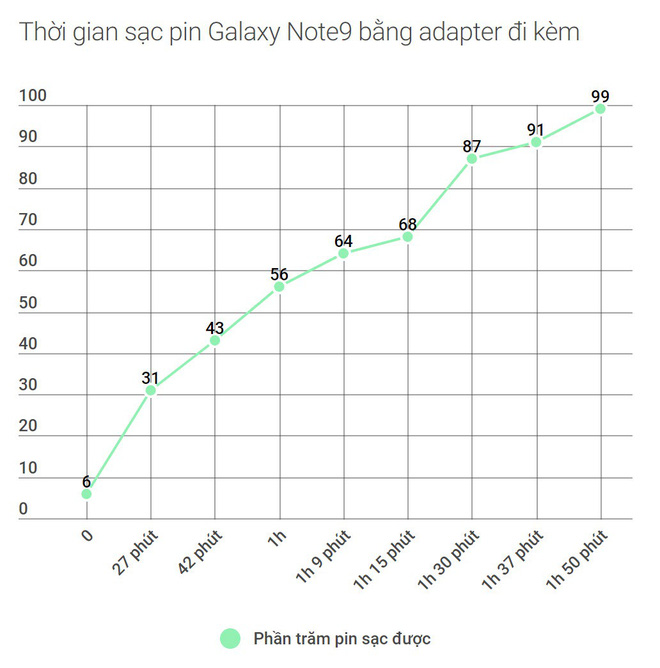 Thời gian sạc pin Galaxy Note9 bằng adapter đi kèm
100
90
80
70
60
50
40
30
20
10
0
6
31
43
56
64
68
87
91
99
0
27 phút
42 phút
1h
1h 9 phút
1h 15 phút
1h 30 phút
1h 37 phút
1h 50 phút
Phần trăm pin sạc được